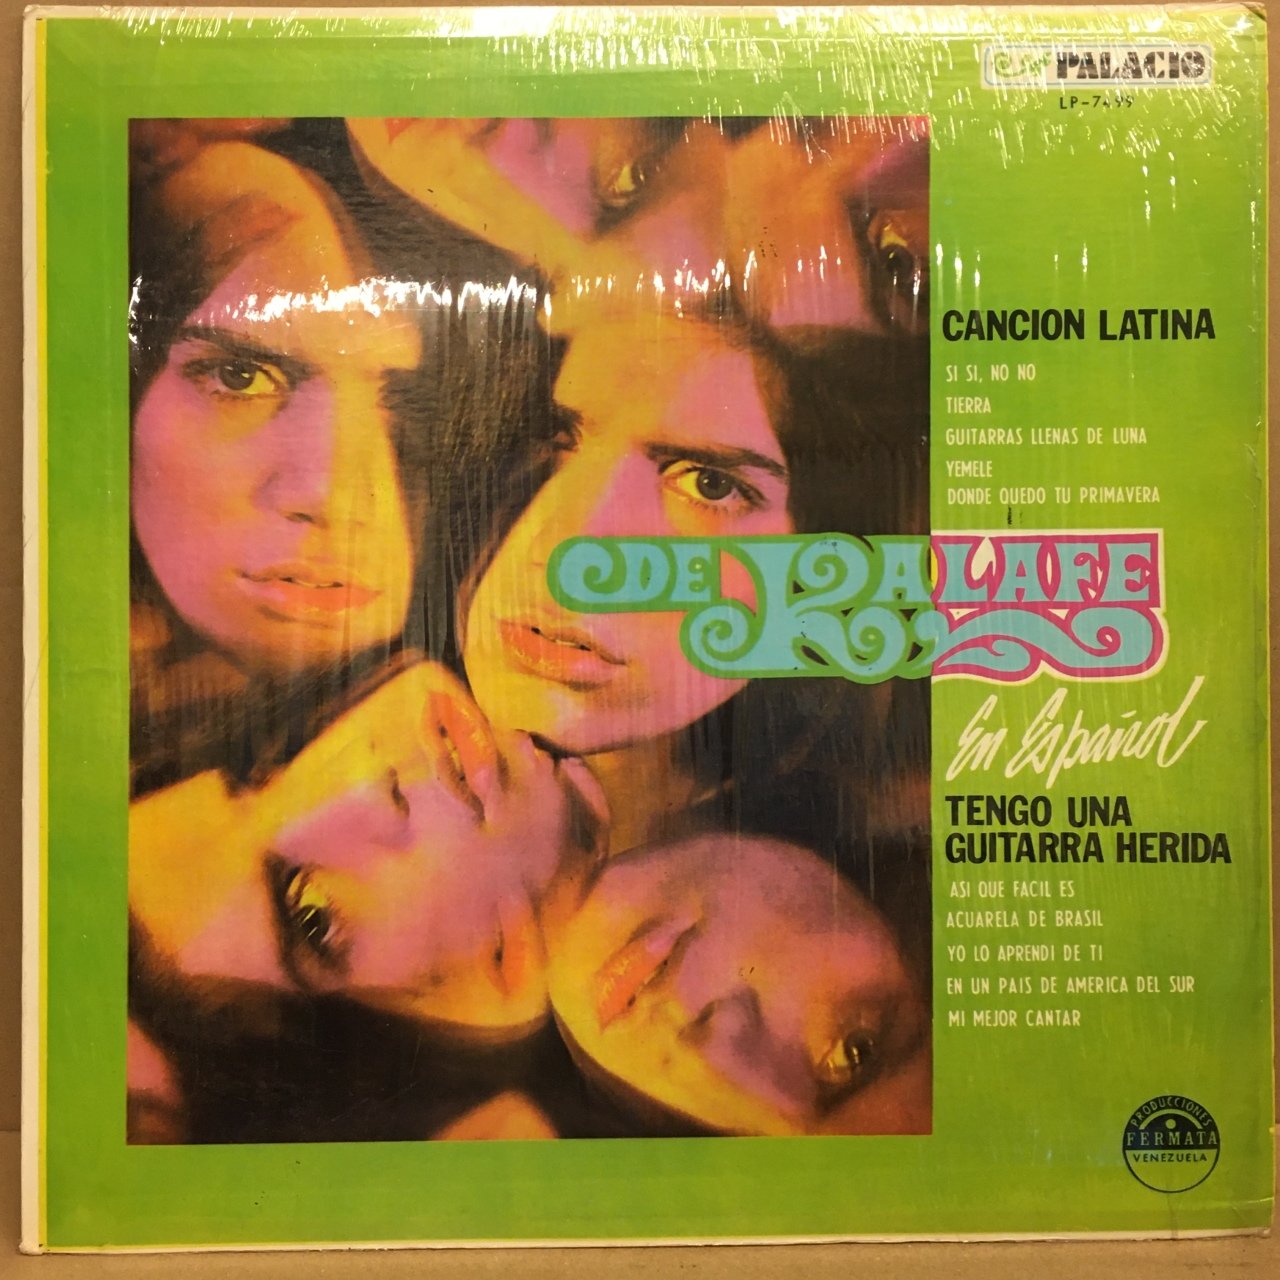 PALACIO
LP-7499
CANCION LATINA
SI SI, NO NO
TIERRA
GUITARRAS LLENAS DE LUNA
YEMELE
DONDE QUEDO TU PRIMAVERA
DE KALAFE
En Español
TENGO UNA
GUITARRA HERIDA
ASI QUE FACIL ES
ACUARELA DE BRASIL
YO LO APRENDI DE TI
EN UN PAIS DE AMERICA DEL SUR
MI MEJOR CANTAR
PRODUCCIONES
FERMATA
VENEZUELA